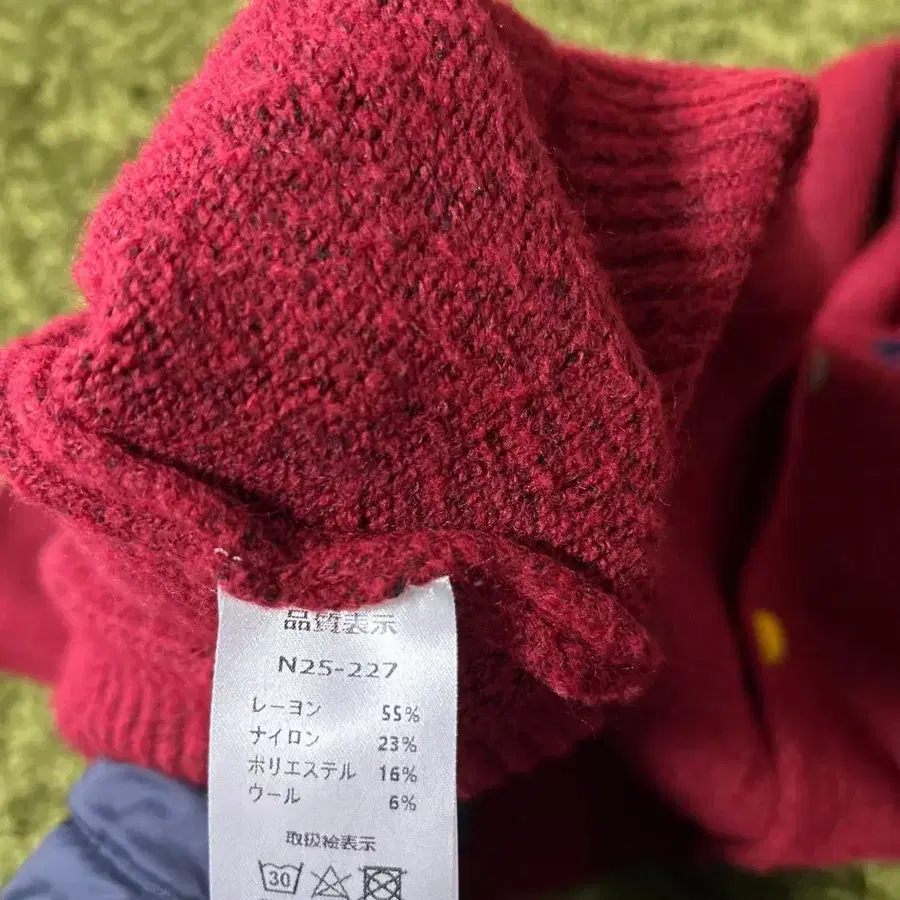 品質表示
N25-227
レーヨン 55%
ナイロン 23%
ポリエステル 16%
ウール 6%
取扱絵表示
30